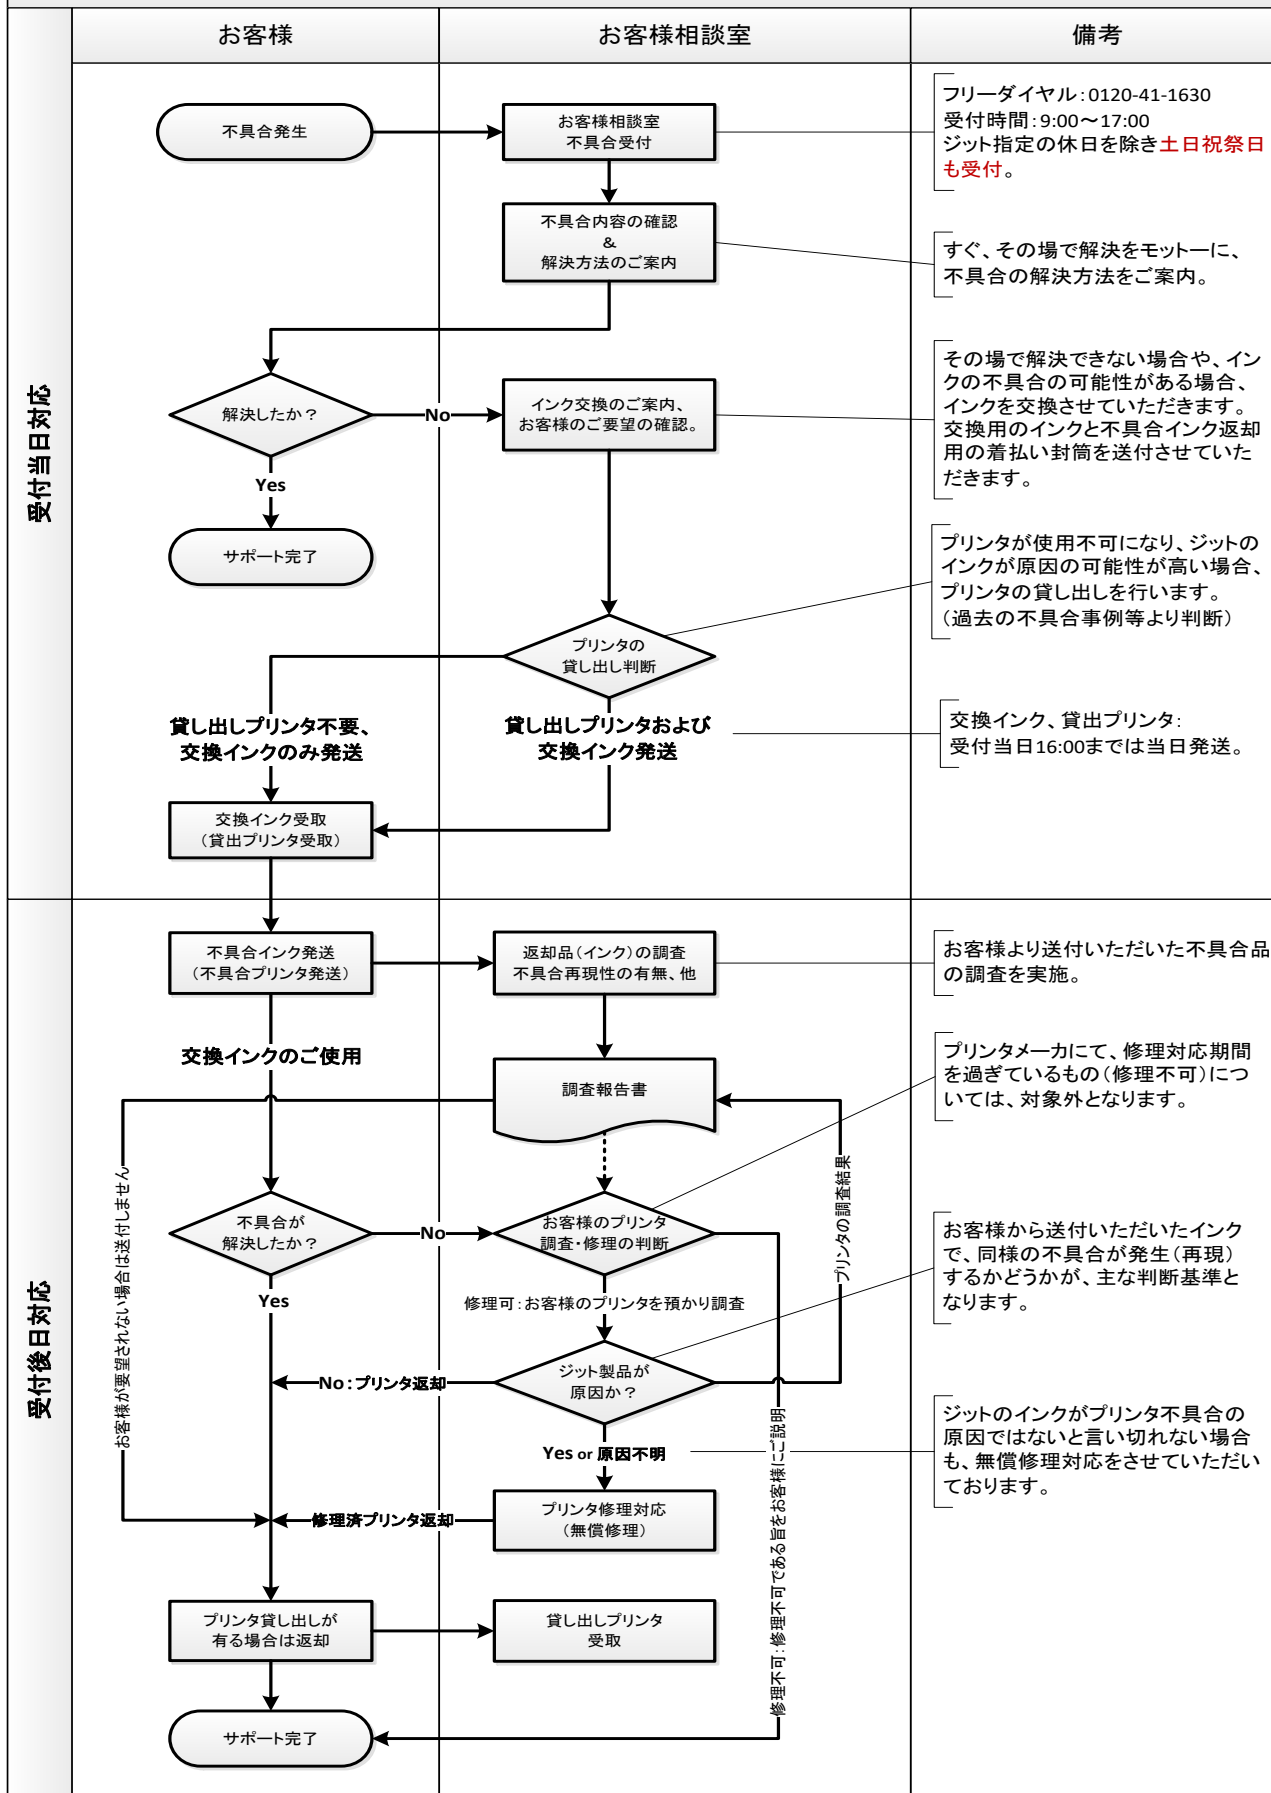 お客様
お客様相談室
備考
受付当日対応
不具合発生
お客様相談室
不具合受付
フリーダイヤル：0120-41-1630
受付時間：9:00～17:00
ジット指定の休日を除き土日祝祭日
も受付。
不具合内容の確認
&
解決方法のご案内
すぐ、その場で解決をモットーに、
不具合の解決方法をご案内。
解決したか？
No
インク交換のご案内、
お客様のご要望の確認。
その場で解決できない場合や、イン
クの不具合の可能性がある場合、
インクを交換させていただきます。
交換用のインクと不具合インク返却
用の着払い封筒を送付させていた
だきます。
Yes
サポート完了
プリンタの
貸し出し判断
プリンタが使用不可になり、ジットの
インクが原因の可能性が高い場合、
プリンタの貸し出しを行います。
（過去の不具合事例等より判断）
貸し出しプリンタ不要、
交換インクのみ発送
貸し出しプリンタおよび
交換インク発送
交換インク、貸出プリンタ：
受付当日16:00までは当日発送。
交換インク受取
（貸出プリンタ受取）
受付後日対応
不具合インク発送
（不具合プリンタ発送）
返却品（インク）の調査
不具合再現性の有無、他
お客様より送付いただいた不具合品
の調査を実施。
交換インクのご使用
調査報告書
プリンタメーカにて、修理対応期間
を過ぎているもの（修理不可）につ
いては、対象外となります。
お客様が要望されない場合は送付しません
プリンタの調査結果
不具合が
解決したか？
No
お客様のプリンタ
調査・修理の判断
お客様から送付いただいたインク
で、同様の不具合が発生（再現）
するかどうかが、主な判断基準と
なります。
Yes
修理可：お客様のプリンタを預かり調査
ジット製品が
原因か？
No：プリンタ返却
Yes or 原因不明
ジットのインクがプリンタ不具合の
原因ではないと言い切れない場合
も、無償修理対応をさせていただい
ております。
修理不可：修理不可である旨をお客様にご説明
修理済プリンタ返却
プリンタ修理対応
（無償修理）
プリンタ貸し出しが
有る場合は返却
貸し出しプリンタ
受取
サポート完了